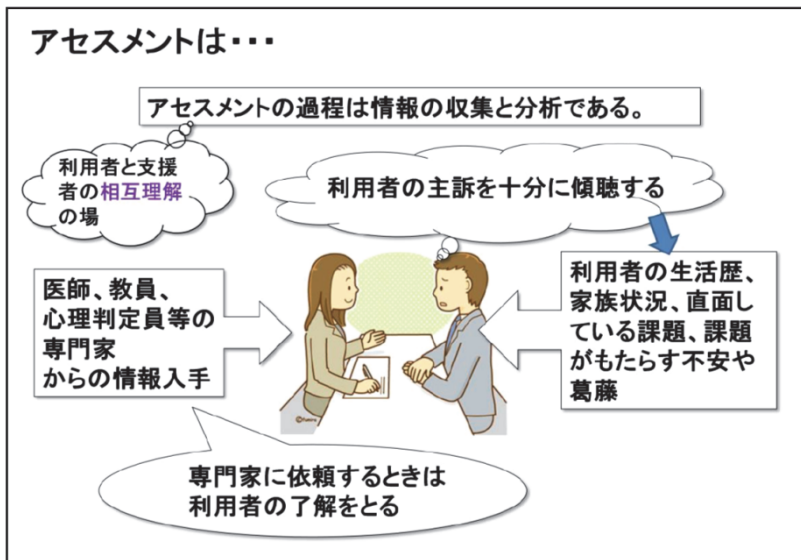 アセスメントは・・・
アセスメントの過程は情報の収集と分析である。
利用者と支援
者の相互理解
の場
利用者の主訴を十分に傾聴する
医師、教員、
心理判定員等の
専門家
からの情報入手
利用者の生活歴、
家族状況、直面し
ている課題、課題
がもたらす不安や
葛藤
専門家に依頼するときは
利用者の了解をとる